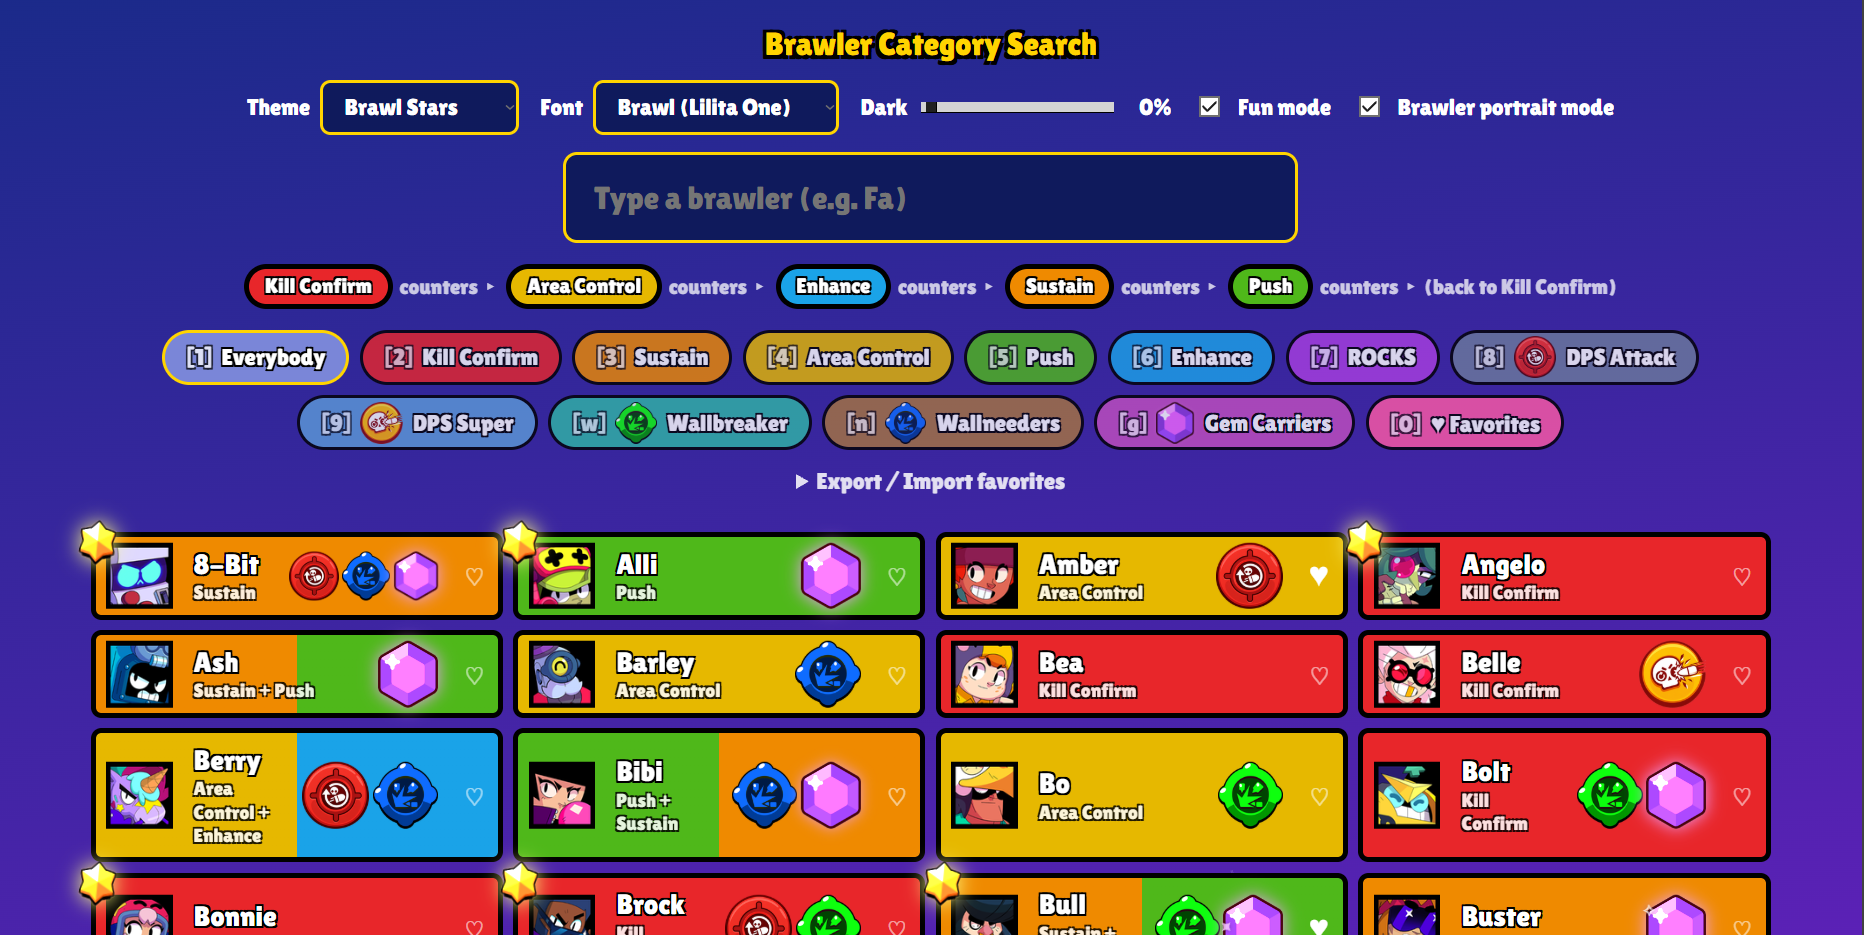 Brawler Category Search
Theme Brawl Stars Font Brawl (Lilita One) Dark 0% Fun mode Brawler portrait mode
Type a brawler (e.g. Fa)
Kill Confirm counters ▸ Area Control counters ▸ Enhance counters ▸ Sustain counters ▸ Push counters ▸ (back to Kill Confirm)
[1] Everybody [2] Kill Confirm [3] Sustain [4] Area Control [5] Push [6] Enhance [7] ROCKS [8] DPS Attack
[9] DPS Super [w] Wallbreaker [n] Wallneeders [g] Gem Carriers [0] ♥ Favorites
▶ Export / Import favorites
8-Bit
Sustain
Alli
Push
Amber
Area Control
Angelo
Kill Confirm
Ash
Sustain + Push
Barley
Area Control
Bea
Kill Confirm
Belle
Kill Confirm
Berry
Area
Control +
Enhance
Bibi
Push +
Sustain
Bo
Area Control
Bolt
Kill
Confirm
Bonnie
Brock
Kill
Bull
Sustain +
Buster